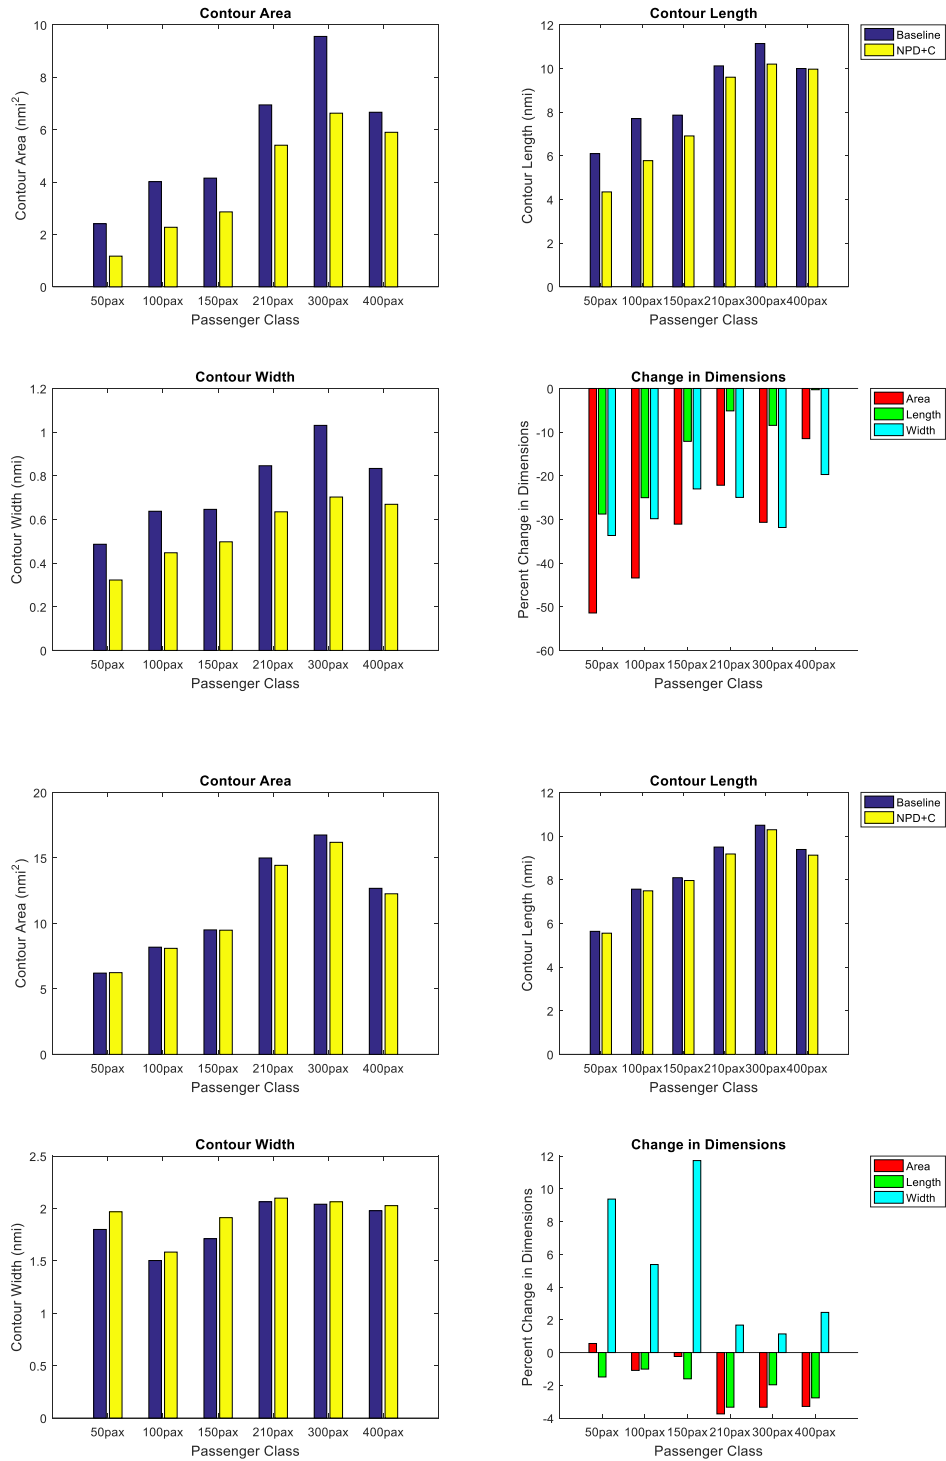 Contour Area
Contour Area (nmi2)
10
8
6
4
2
0
50pax 100pax 150pax 210pax 300pax 400pax
Passenger Class
Contour Length
Contour Length (nmi)
12
10
8
6
4
2
0
50pax 100pax 150pax 210pax 300pax 400pax
Passenger Class
Baseline
NPD+C
Contour Width
Contour Width (nmi)
1.2
1
0.8
0.6
0.4
0.2
0
50pax 100pax 150pax 210pax 300pax 400pax
Passenger Class
Change in Dimensions
Percent Change in Dimensions
0
-10
-20
-30
-40
-50
-60
50pax 100pax 150pax 210pax 300pax 400pax
Passenger Class
Area
Length
Width
Contour Area
Contour Area (nmi2)
20
15
10
5
0
50pax 100pax 150pax 210pax 300pax 400pax
Passenger Class
Contour Length
Contour Length (nmi)
12
10
8
6
4
2
0
50pax 100pax 150pax 210pax 300pax 400pax
Passenger Class
Baseline
NPD+C
Contour Width
Contour Width (nmi)
2.5
2
1.5
1
0.5
0
50pax 100pax 150pax 210pax 300pax 400pax
Passenger Class
Change in Dimensions
Percent Change in Dimensions
12
10
8
6
4
2
0
-2
-4
50pax 100pax 150pax 210pax 300pax 400pax
Passenger Class
Area
Length
Width